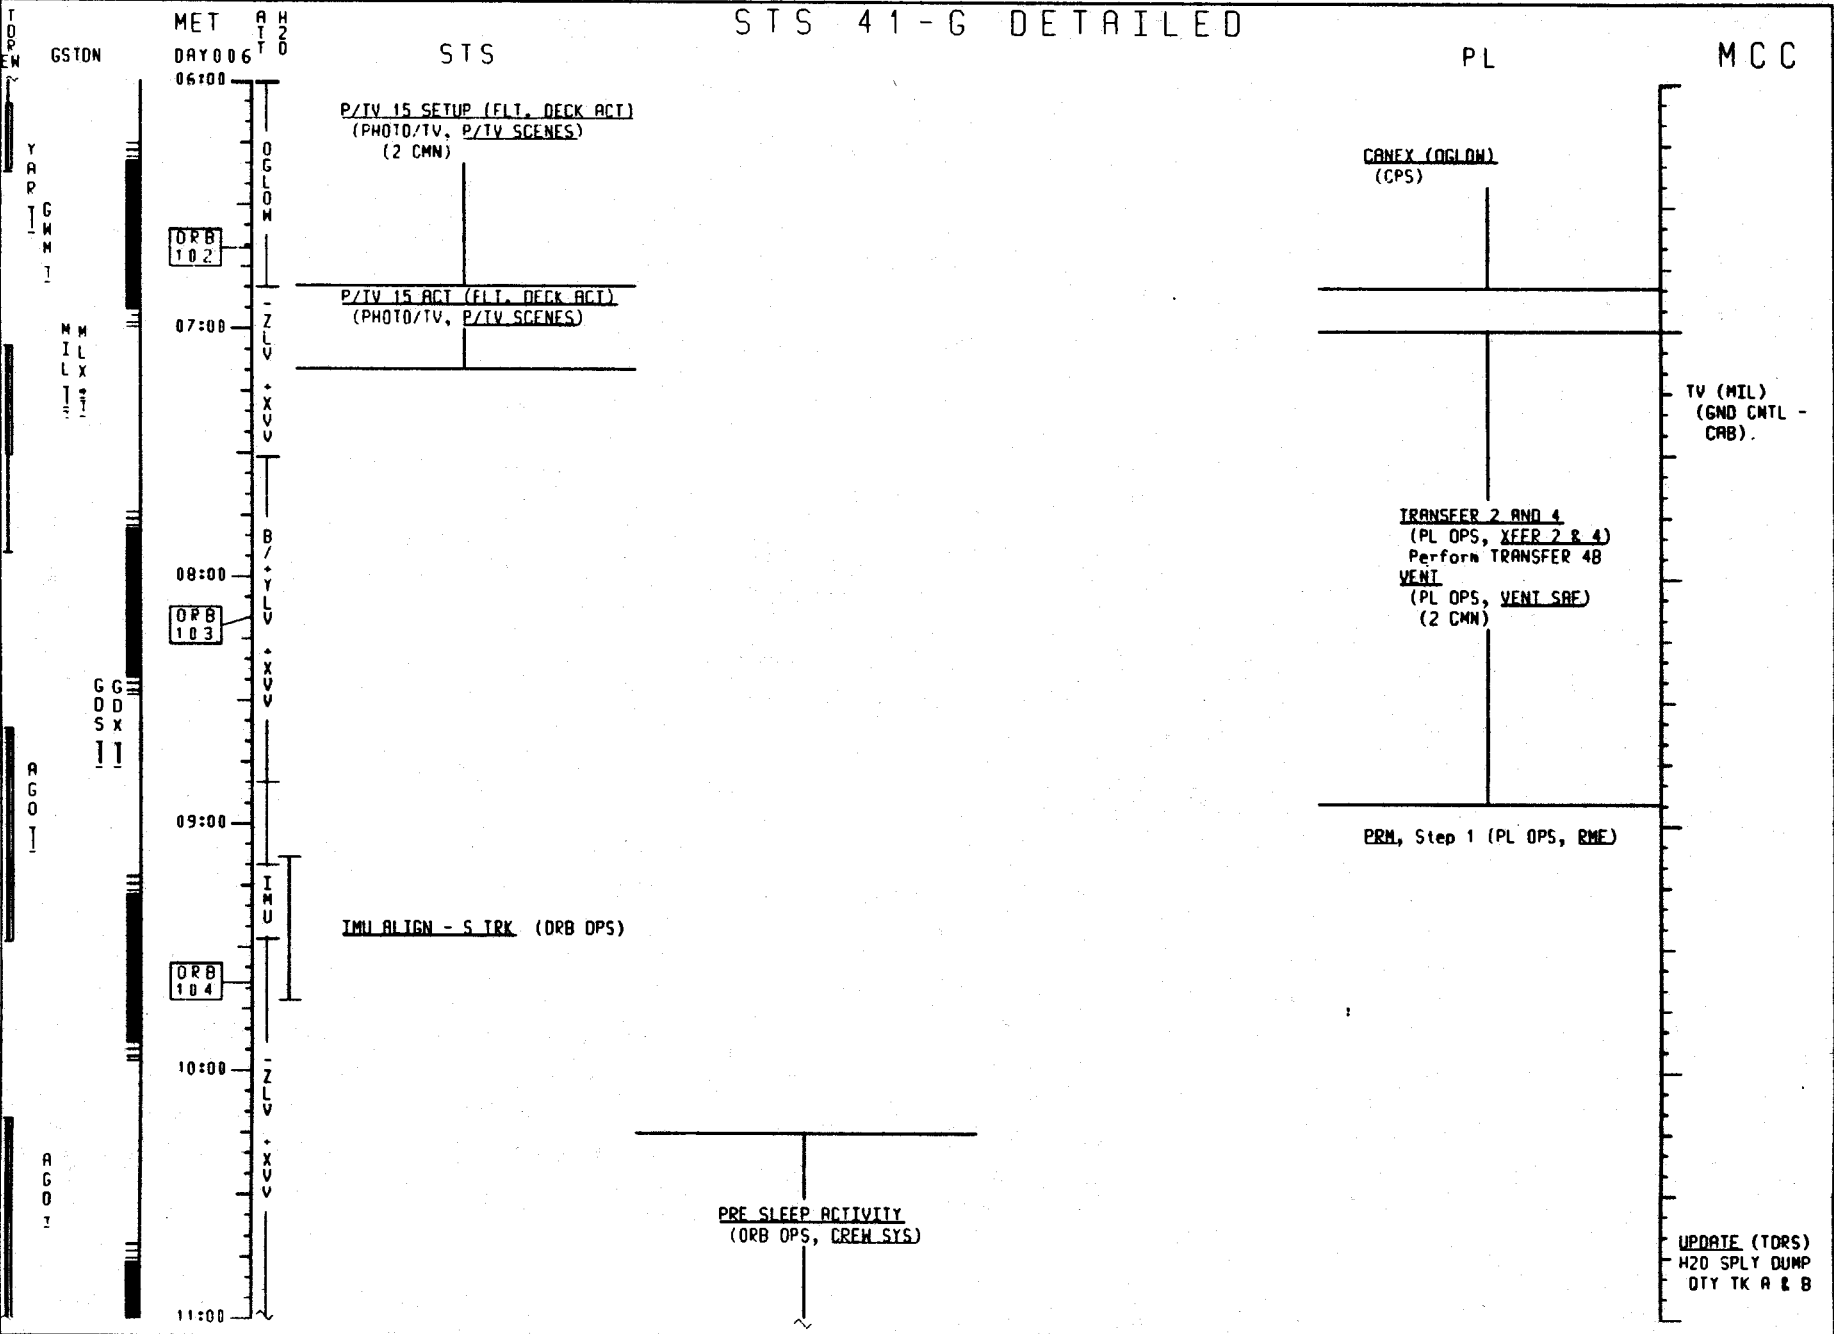 STS 41-G DETAILED
TDRW
EW
GSTDN
MET
DAY006
ATT
H2O
STS
PL
MCC
06:00
P/TV 15 SETUP (FLT. DECK ACT)
(PHOTO/TV, P/TV SCENES)
(2 CMN)
OGLOW
YAR
GWM
CANEX (OGLOW)
(CPS)
ORB
102
P/TV 15 ACT (FLT. DECK ACT)
(PHOTO/TV, P/TV SCENES)
07:00
-ZLV +XVV
MIL
MLX
TV (MIL)
(GND CNTL -
CAB).
TRANSFER 2 AND 4
(PL OPS, XFER 2 & 4)
Perform TRANSFER 4B
VENT
(PL OPS, VENT SAF)
(2 CMN)
08:00
B/+YLV +XVV
ORB
103
GDS
GDX
AGO
09:00
PRM, Step 1 (PL OPS, RME)
IMU
IMU ALIGN - S TRK (ORB OPS)
ORB
104
10:00
-ZLV +XVV
AGO
PRE SLEEP ACTIVITY
(ORB OPS, CREW SYS)
UPDATE (TDRS)
H2O SPLY DUMP
QTY TK A & B
11:00